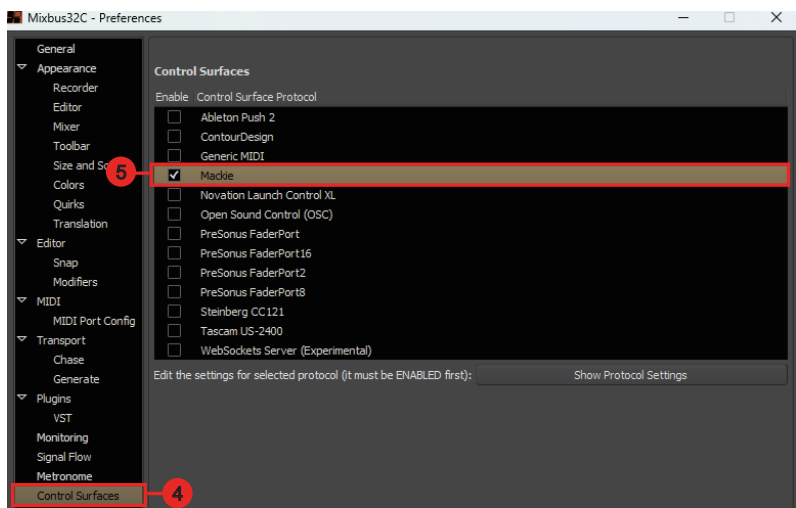 Mixbus32C - Preferences
General
Appearance
Recorder
Editor
Mixer
Toolbar
Size and
Colors
Quirks
Translation
Editor
Snap
Modifiers
MIDI
MIDI Port Config
Transport
Chase
Generate
Plugins
VST
Monitoring
Signal Flow
Metronome
Control Surfaces
4
Control Surfaces
Enable Control Surface Protocol
Ableton Push 2
ContourDesign
Generic MIDI
5
Mackie
Novation Launch Control XL
Open Sound Control (OSC)
PreSonus FaderPort
PreSonus FaderPort16
PreSonus FaderPort2
PreSonus FaderPort8
Steinberg CC121
Tascam US-2400
WebSockets Server (Experimental)
Edit the settings for selected protocol (it must be ENABLED first): Show Protocol Settings